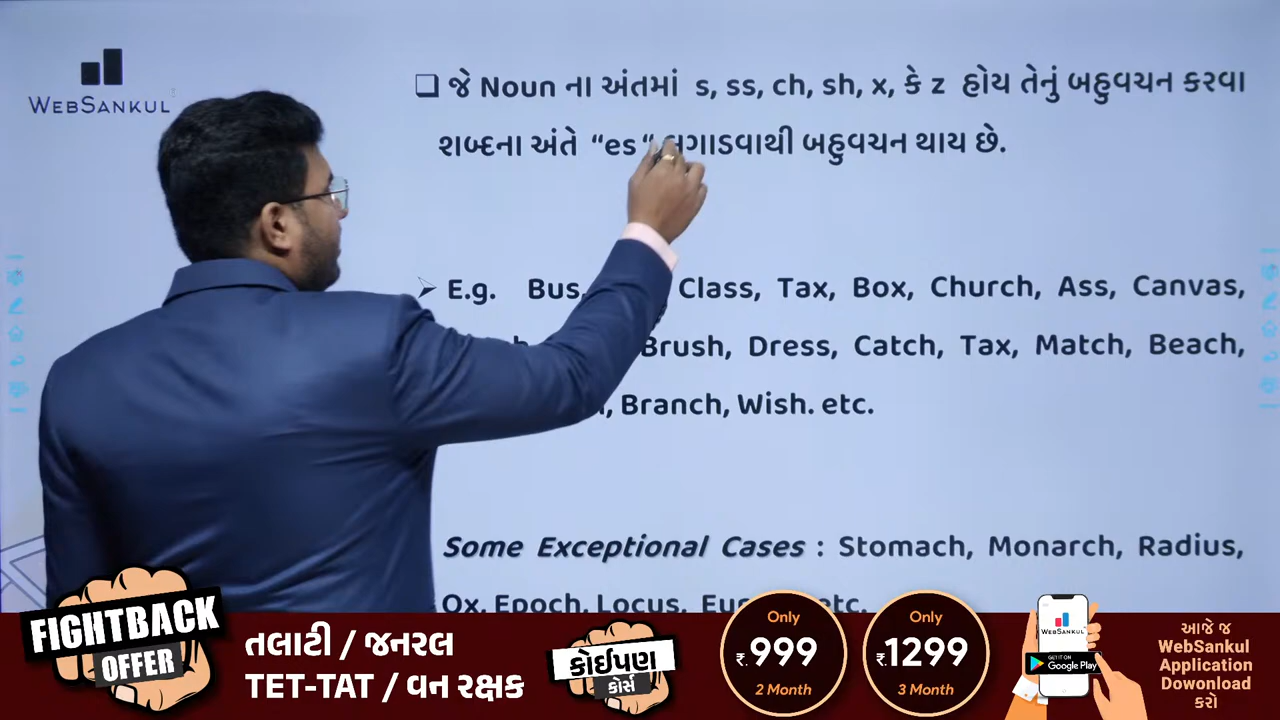 WEBSANKUL
❑ જે Noun ના અંતમાં s, ss, ch, sh, x, કે z હોય તેનું બહુવચન કરવા
શબ્દના અંતે “es“ લગાડવાથી બહુવચન થાય છે.
➢ E.g. Bus, Class, Tax, Box, Church, Ass, Canvas,
Brush, Dress, Catch, Tax, Match, Beach,
Branch, Wish. etc.
Some Exceptional Cases : Stomach, Monarch, Radius,
Ox, Epoch, Locus, etc.
FIGHTBACK
OFFER
તલાટી / જનરલ
TET-TAT / વન રક્ષક
કોઈપણ
કોર્સ
Only
₹.999
2 Month
Only
₹.1299
3 Month
WEBSANKUL
GET IT ON
Google Play
આજે જ
WebSankul
Application
Dowonload
કરો